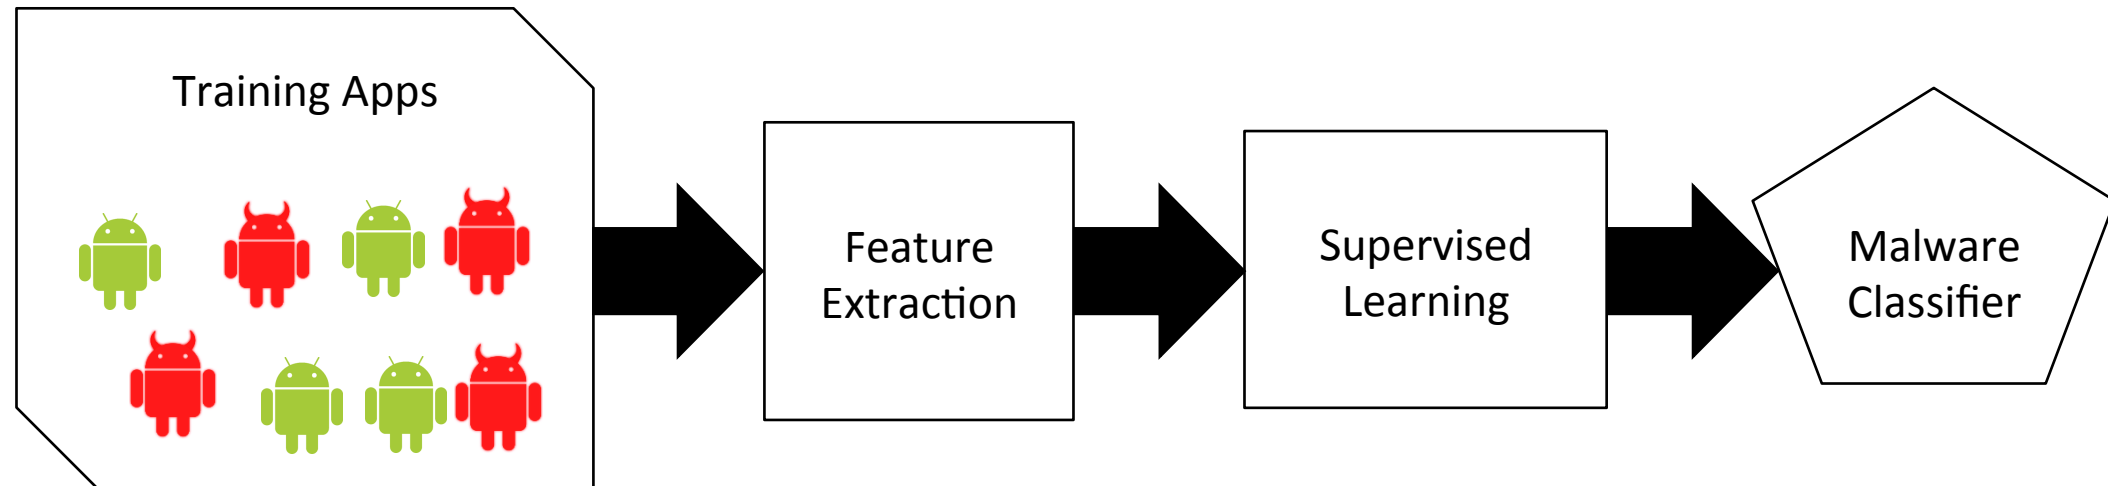 Training Apps
Feature
Extraction
Supervised
Learning
Malware
Classifier